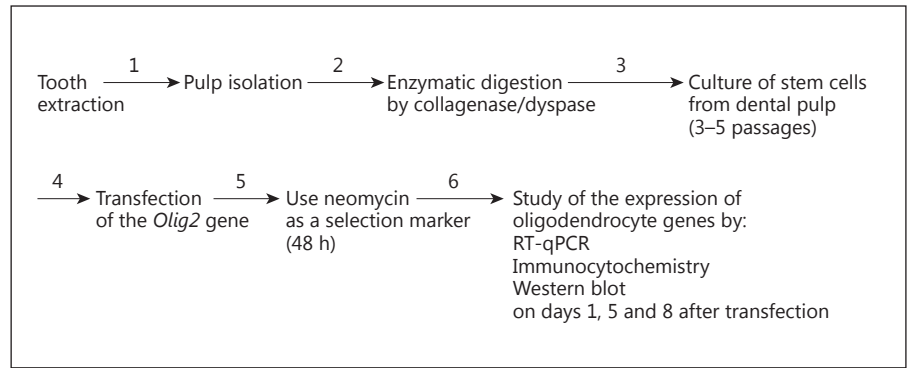 1 2 3
Tooth Pulp isolation Enzymatic digestion Culture of stem cells
extraction by collagenase/dyspase from dental pulp
(3–5 passages)
4 5 6
Transfection Use neomycin Study of the expression of
of the Olig2 gene as a selection marker oligodendrocyte genes by:
(48 h) RT-qPCR
Immunocytochemistry
Western blot
on days 1, 5 and 8 after transfection